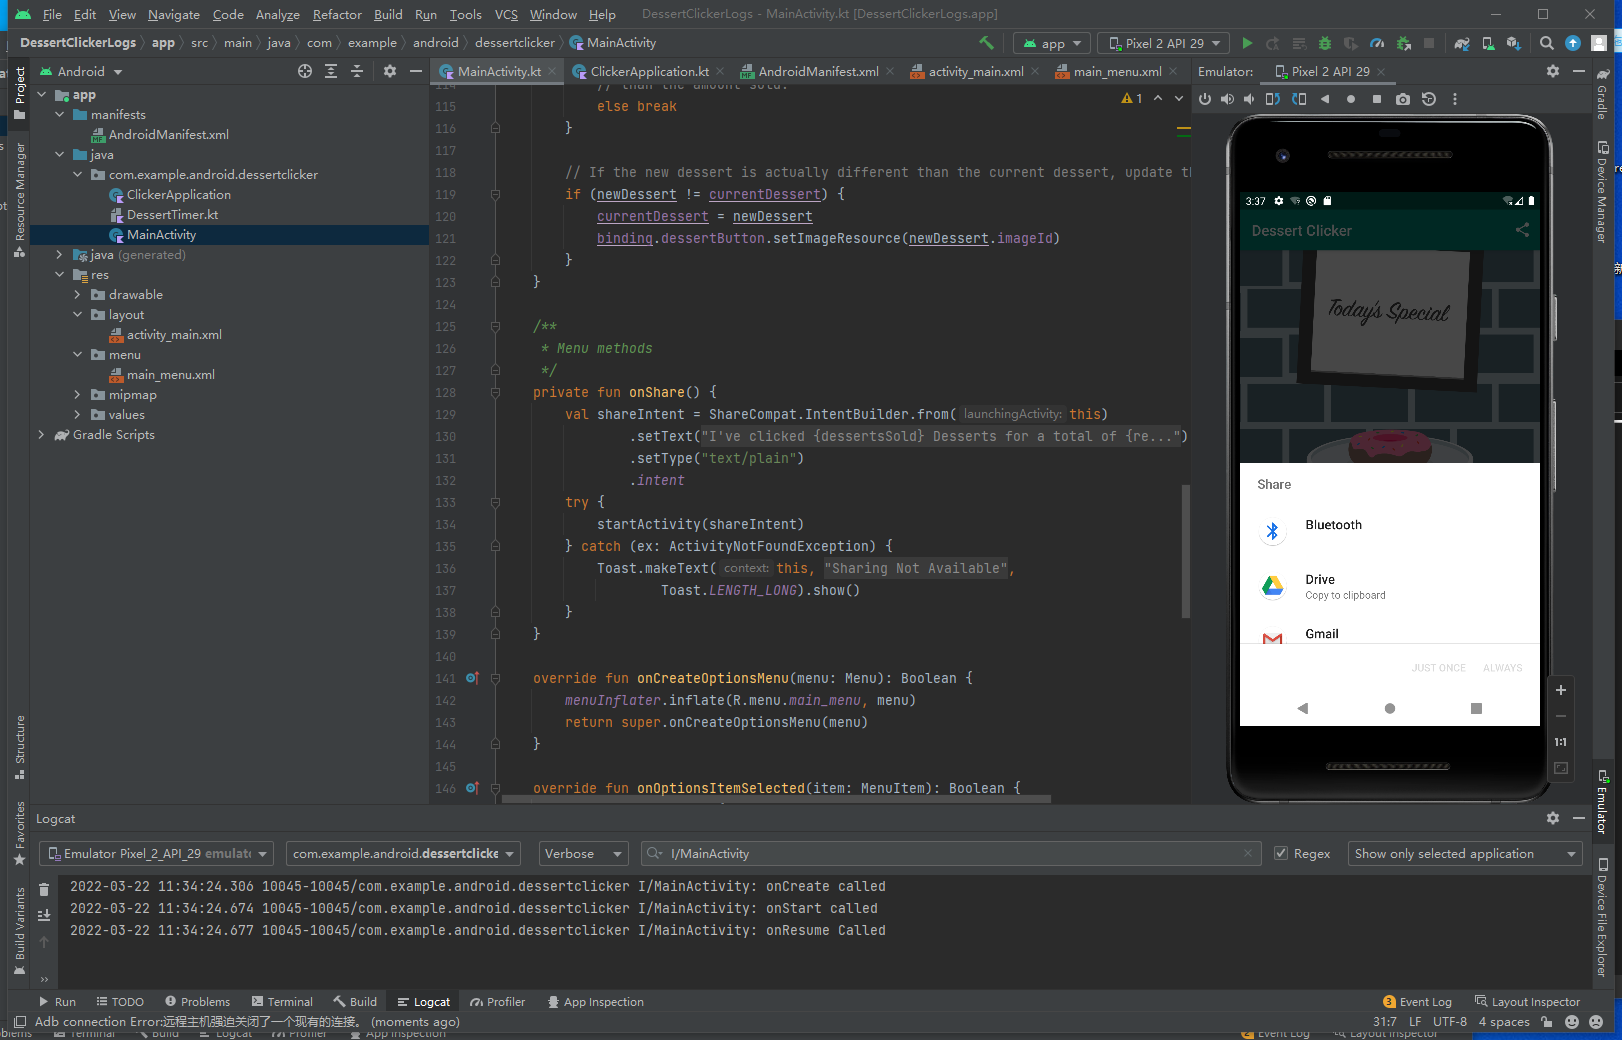 File Edit View Navigate Code Analyze Refactor Build Run Tools VCS Window Help DessertClickerLogs - MainActivity.kt [DessertClickerLogs.app]
DessertClickerLogs app src main java com example android dessertclicker MainActivity app Pixel 2 API 29
Project
Resource Manager
Structure
Favorites
Build Variants
Android
app
manifests
AndroidManifest.xml
java
com.example.android.dessertclicker
ClickerApplication
DessertTimer.kt
MainActivity
java (generated)
res
drawable
layout
activity_main.xml
menu
main_menu.xml
mipmap
values
Gradle Scripts
MainActivity.kt ClickerApplication.kt AndroidManifest.xml activity_main.xml main_menu.xml
1
114 // than the amount sold.
115 else break
116 }
117
118 // If the new dessert is actually different than the current dessert, update th
119 if (newDessert != currentDessert) {
120 currentDessert = newDessert
121 binding.dessertButton.setImageResource(newDessert.imageId)
122 }
123 }
124
125 /**
126 * Menu methods
127 */
128 private fun onShare() {
129 val shareIntent = ShareCompat.IntentBuilder.from( launchingActivity: this)
130 .setText("I've clicked {dessertsSold} Desserts for a total of {re...")
131 .setType("text/plain")
132 .intent
133 try {
134 startActivity(shareIntent)
135 } catch (ex: ActivityNotFoundException) {
136 Toast.makeText( context: this, "Sharing Not Available",
137 Toast.LENGTH_LONG).show()
138 }
139 }
140
141 override fun onCreateOptionsMenu(menu: Menu): Boolean {
142 menuInflater.inflate(R.menu.main_menu, menu)
143 return super.onCreateOptionsMenu(menu)
144 }
145
146 override fun onOptionsItemSelected(item: MenuItem): Boolean {
Emulator: Pixel 2 API 29
3:37
Dessert Clicker
Today's Special
Share
Bluetooth
Drive
Copy to clipboard
Gmail
JUST ONCE ALWAYS
1:1
Gradle
Device Manager
Emulator
Device File Explorer
Logcat
Emulator Pixel_2_API_29 emulat com.example.android.dessertclicke Verbose I/MainActivity Regex Show only selected application
2022-03-22 11:34:24.306 10045-10045/com.example.android.dessertclicker I/MainActivity: onCreate called
2022-03-22 11:34:24.674 10045-10045/com.example.android.dessertclicker I/MainActivity: onStart called
2022-03-22 11:34:24.677 10045-10045/com.example.android.dessertclicker I/MainActivity: onResume Called
Run TODO Problems Terminal Build Logcat Profiler App Inspection 3 Event Log Layout Inspector
Adb connection Error:远程主机强迫关闭了一个现有的连接。 (moments ago) 31:7 LF UTF-8 4 spaces